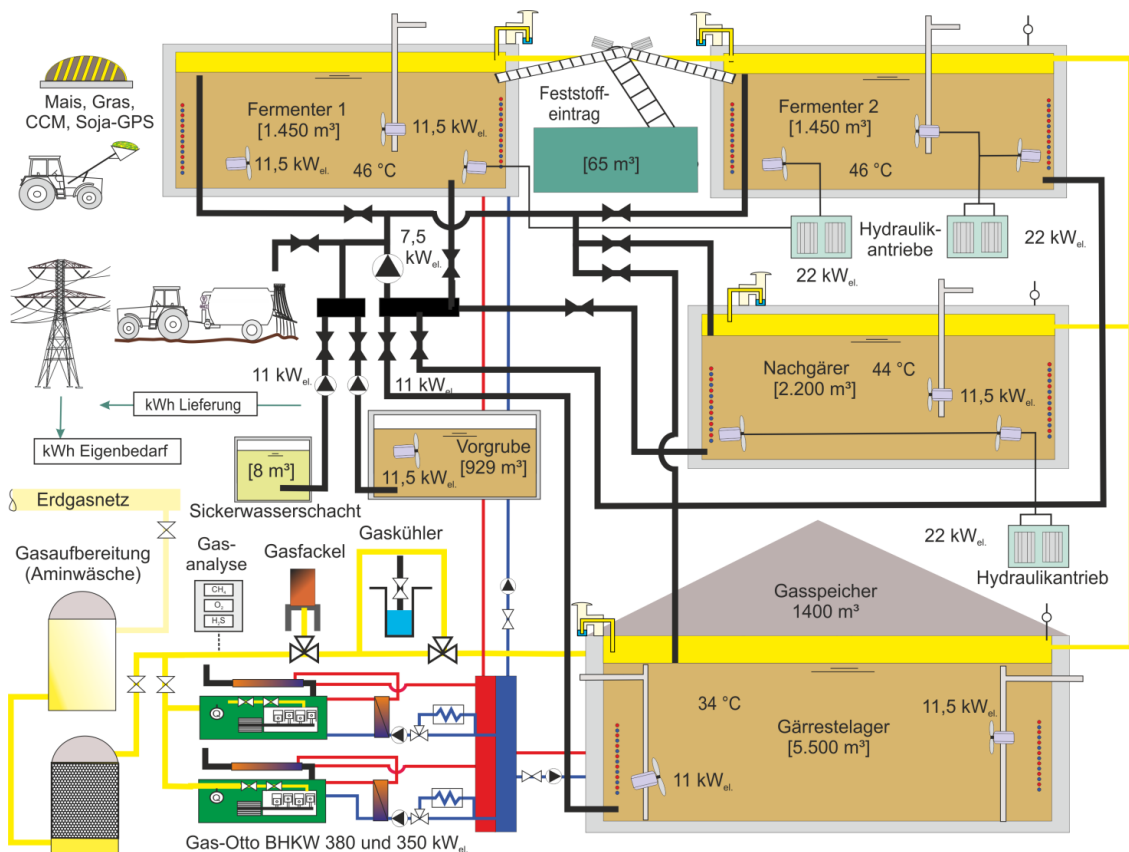 Mais, Gras,
CCM, Soja-GPS
Fermenter 1
[1.450 m³]
11,5 kWel.
11,5 kWel.
46 °C
Feststoff-
eintrag
[65 m³]
Fermenter 2
[1.450 m³]
46 °C
Hydraulik-
antriebe
22 kWel.
22 kWel.
7,5
kWel.
11 kWel.
11 kWel.
Nachgärer
[2.200 m³]
44 °C
11,5 kWel.
kWh Lieferung
kWh Eigenbedarf
[8 m³]
Sickerwasserschacht
Vorgrube
[929 m³]
11,5 kWel.
22 kWel.
Hydraulikantrieb
Erdgasnetz
Gasaufbereitung
(Aminwäsche)
Gas-
analyse
CH₄
O₂
H₂S
Gasfackel
Gaskühler
Gasspeicher
1400 m³
34 °C
Gärrestelager
[5.500 m³]
11,5 kWel.
11 kWel.
Gas-Otto BHKW 380 und 350 kWel.